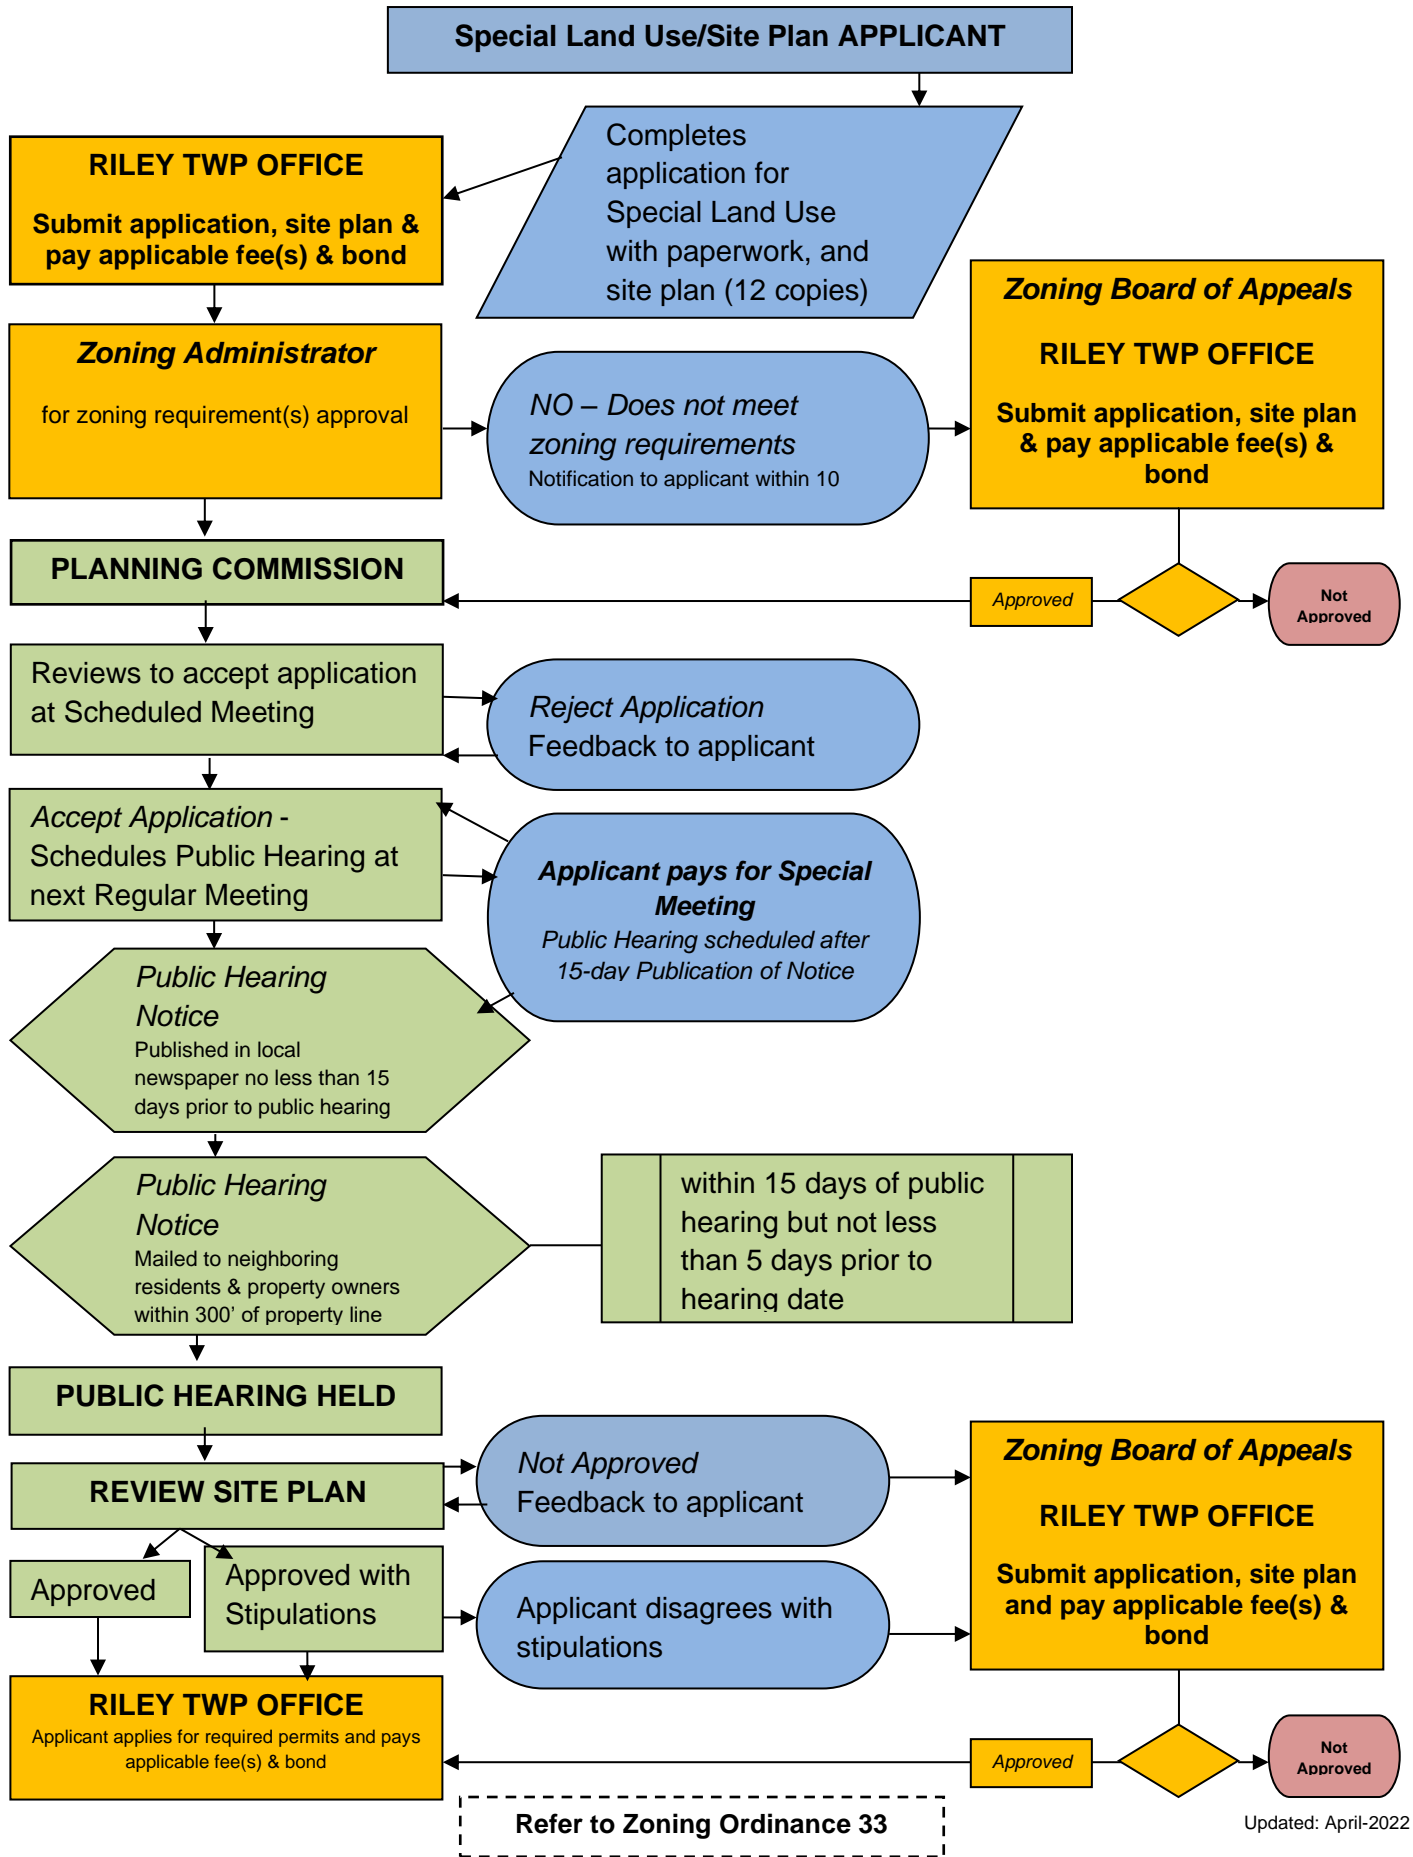 Special Land Use/Site Plan APPLICANT
Completes
application for
Special Land Use
with paperwork, and
site plan (12 copies)
RILEY TWP OFFICE
Submit application, site plan &
pay applicable fee(s) & bond
Zoning Administrator
for zoning requirement(s) approval
NO – Does not meet
zoning requirements
Notification to applicant within 10
Zoning Board of Appeals
RILEY TWP OFFICE
Submit application, site plan
& pay applicable fee(s) &
bond
PLANNING COMMISSION
Approved
Not
Approved
Reviews to accept application
at Scheduled Meeting
Reject Application
Feedback to applicant
Accept Application -
Schedules Public Hearing at
next Regular Meeting
Applicant pays for Special
Meeting
Public Hearing scheduled after
15-day Publication of Notice
Public Hearing
Notice
Published in local
newspaper no less than 15
days prior to public hearing
Public Hearing
Notice
Mailed to neighboring
residents & property owners
within 300’ of property line
within 15 days of public
hearing but not less
than 5 days prior to
hearing date
PUBLIC HEARING HELD
REVIEW SITE PLAN
Not Approved
Feedback to applicant
Zoning Board of Appeals
RILEY TWP OFFICE
Submit application, site plan
and pay applicable fee(s) &
bond
Approved
Approved with
Stipulations
Applicant disagrees with
stipulations
RILEY TWP OFFICE
Applicant applies for required permits and pays
applicable fee(s) & bond
Approved
Not
Approved
Refer to Zoning Ordinance 33
Updated: April-2022